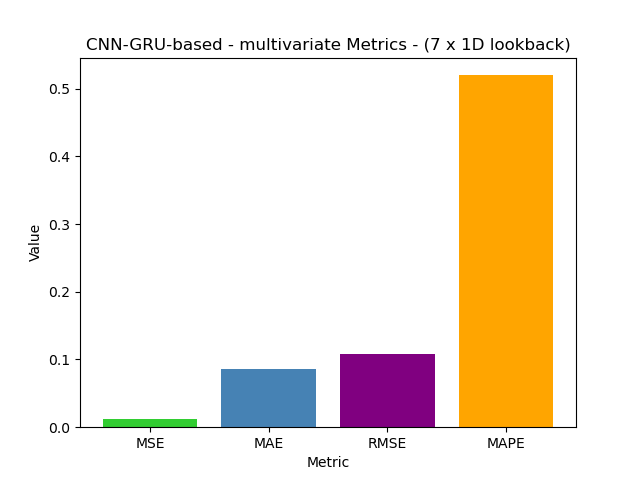 CNN-GRU-based - multivariate Metrics - (7 x 1D lookback)
0.5
0.4
0.3
0.2
0.1
0.0
Value
MSE MAE RMSE MAPE
Metric